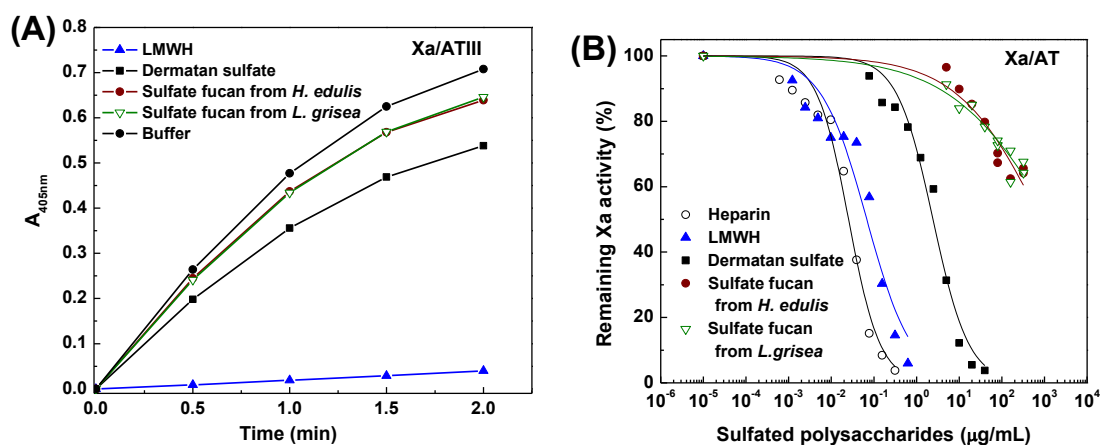 (A)
Xa/ATIII
LMWH
Dermatan sulfate
Sulfate fucan from H. edulis
Sulfate fucan from L. grisea
Buffer
0.8
0.7
0.6
0.5
0.4
0.3
0.2
0.1
0.0
A405nm
0.0 0.5 1.0 1.5 2.0
Time (min)
(B)
Xa/AT
100
80
60
40
20
0
Remaining Xa activity (%)
Heparin
LMWH
Dermatan sulfate
Sulfate fucan
from H. edulis
Sulfate fucan
from L.grisea
10-6 10-5 10-4 10-3 10-2 10-1 100 101 102 103 104
Sulfated polysaccharides (μg/mL)